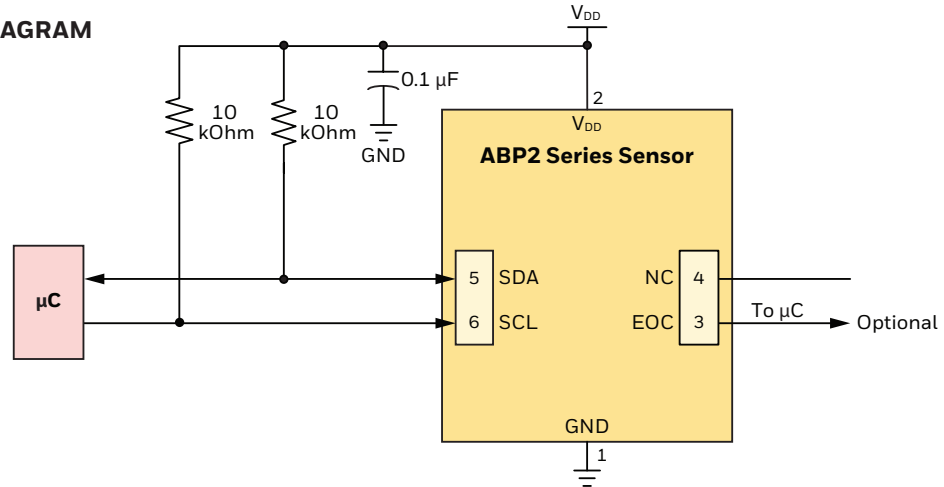 AGRAM
VDD
0.1 µF
10
kOhm
10
kOhm
GND
2
VDD
ABP2 Series Sensor
µC
5 SDA
6 SCL
NC 4
EOC 3
To µC
Optional
GND
1